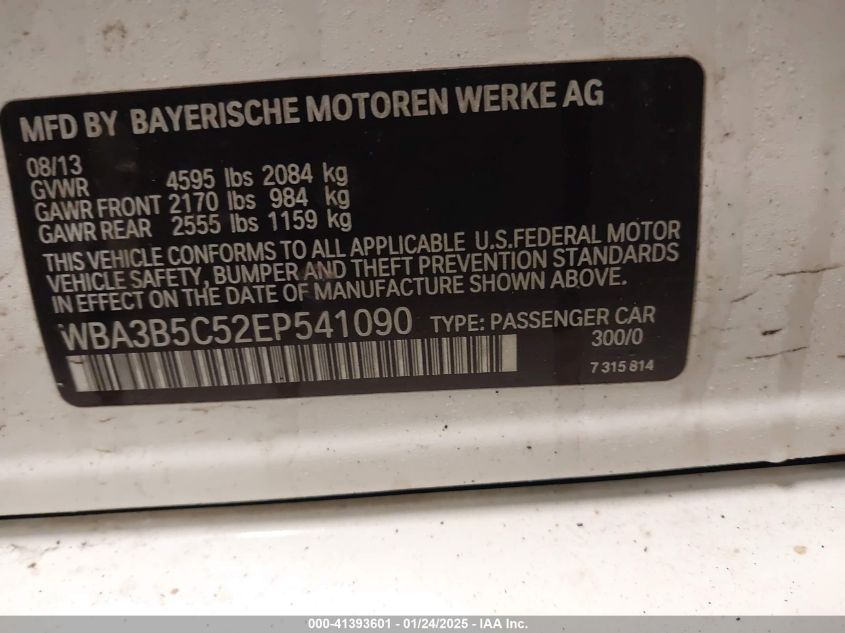 MFD BY BAYERISCHE MOTOREN WERKE AG
08/13
GVWR 4595 lbs 2084 kg
GAWR FRONT 2170 lbs 984 kg
GAWR REAR 2555 lbs 1159 kg
THIS VEHICLE CONFORMS TO ALL APPLICABLE U.S.FEDERAL MOTOR
VEHICLE SAFETY, BUMPER AND THEFT PREVENTION STANDARDS
IN EFFECT ON THE DATE OF MANUFACTURE SHOWN ABOVE.
WBA3B5C52EP541090 TYPE: PASSENGER CAR
300/0
7 315 814
000-41393601 - 01/24/2025 - IAA Inc.